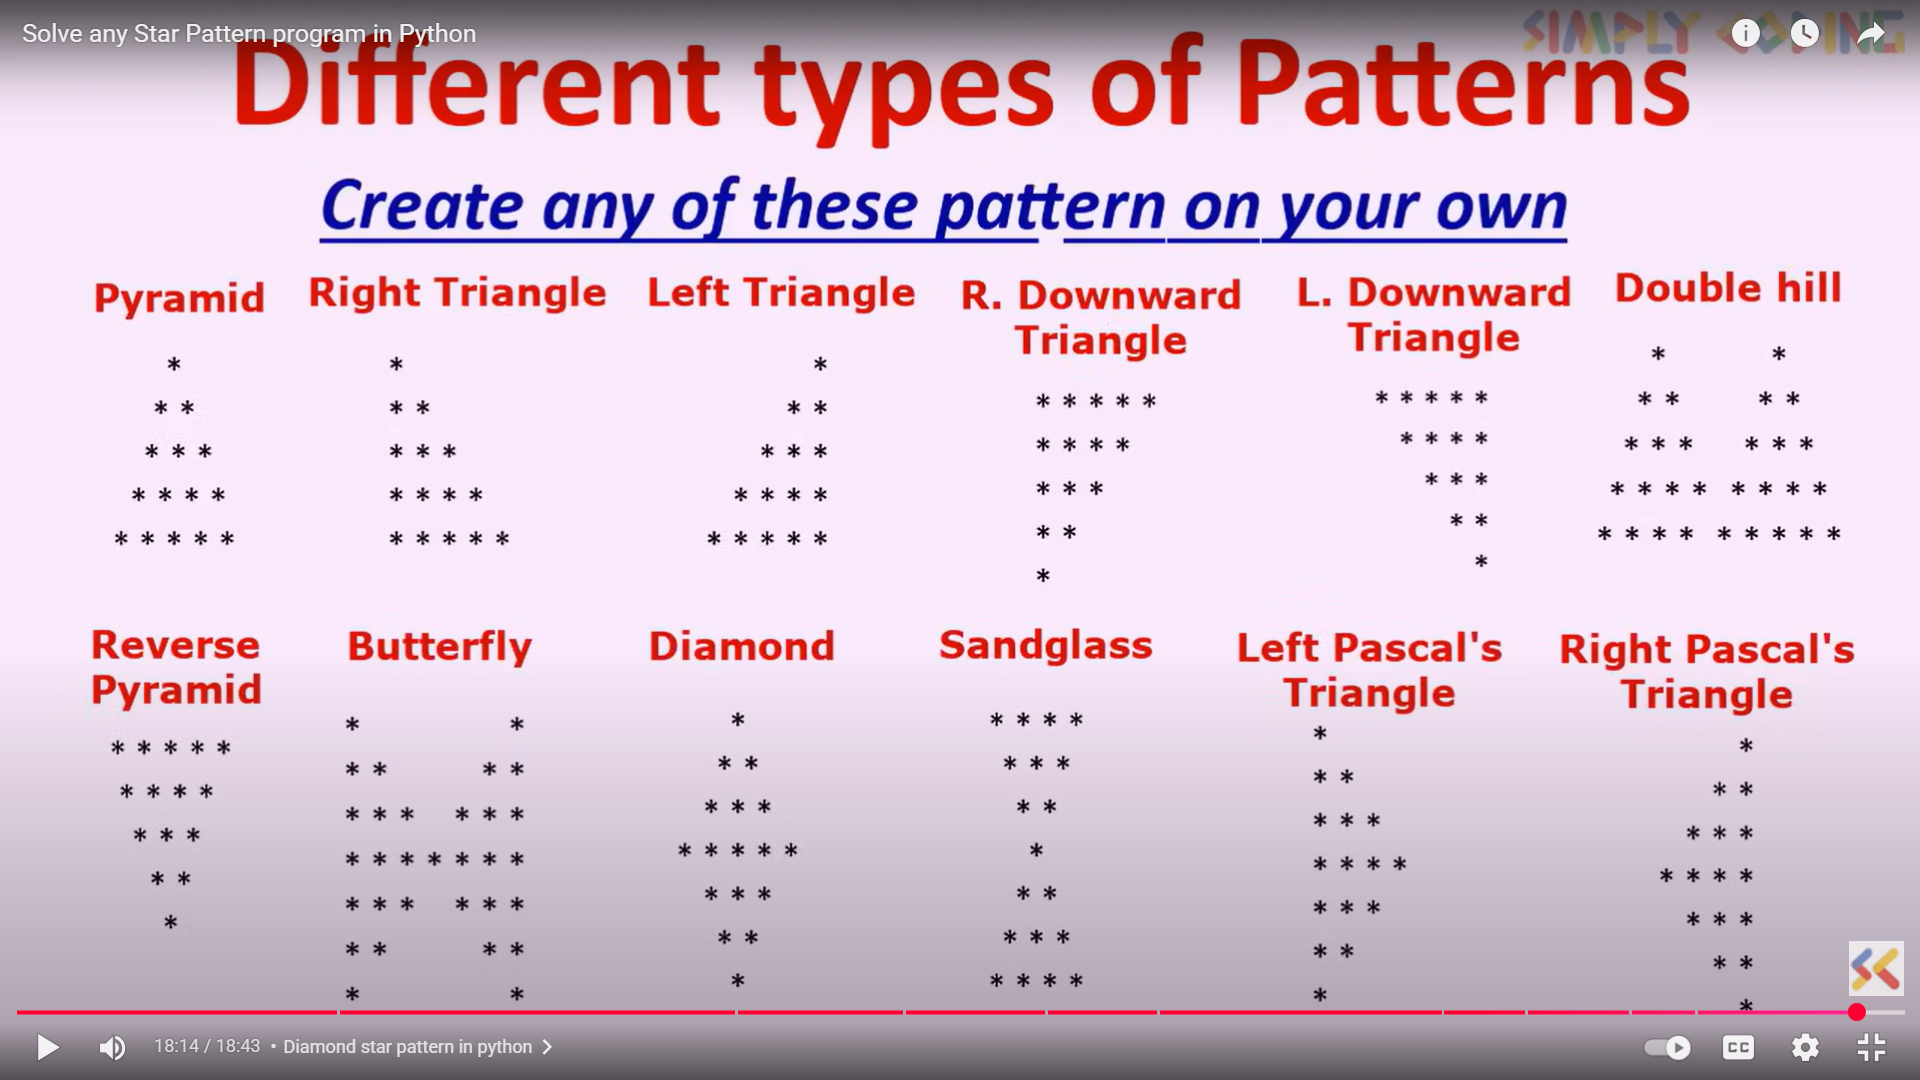 Solve any Star Pattern program in Python
SIMPLY CODING
Different types of Patterns
Create any of these pattern on your own
Pyramid
*
* *
* * *
* * * *
* * * * *
Right Triangle
*
* *
* * *
* * * *
* * * * *
Left Triangle
*
* *
* * *
* * * *
* * * * *
R. Downward
Triangle
* * * * *
* * * *
* * *
* *
*
L. Downward
Triangle
* * * * *
* * * *
* * *
* *
*
Double hill
* *
* * * *
* * * * * *
* * * * * * * *
* * * * * * * * *
Reverse
Pyramid
* * * * *
* * * *
* * *
* *
*
Butterfly
* *
* * * *
* * * * * *
* * * * * * *
* * * * * *
* * * *
* *
Diamond
*
* *
* * *
* * * * *
* * *
* *
*
Sandglass
* * * *
* * *
* *
*
* *
* * *
* * * *
Left Pascal's
Triangle
*
* *
* * *
* * * *
* * *
* *
*
Right Pascal's
Triangle
*
* *
* * *
* * * *
* * *
* *
*
18:14 / 18:43 • Diamond star pattern in python
CC